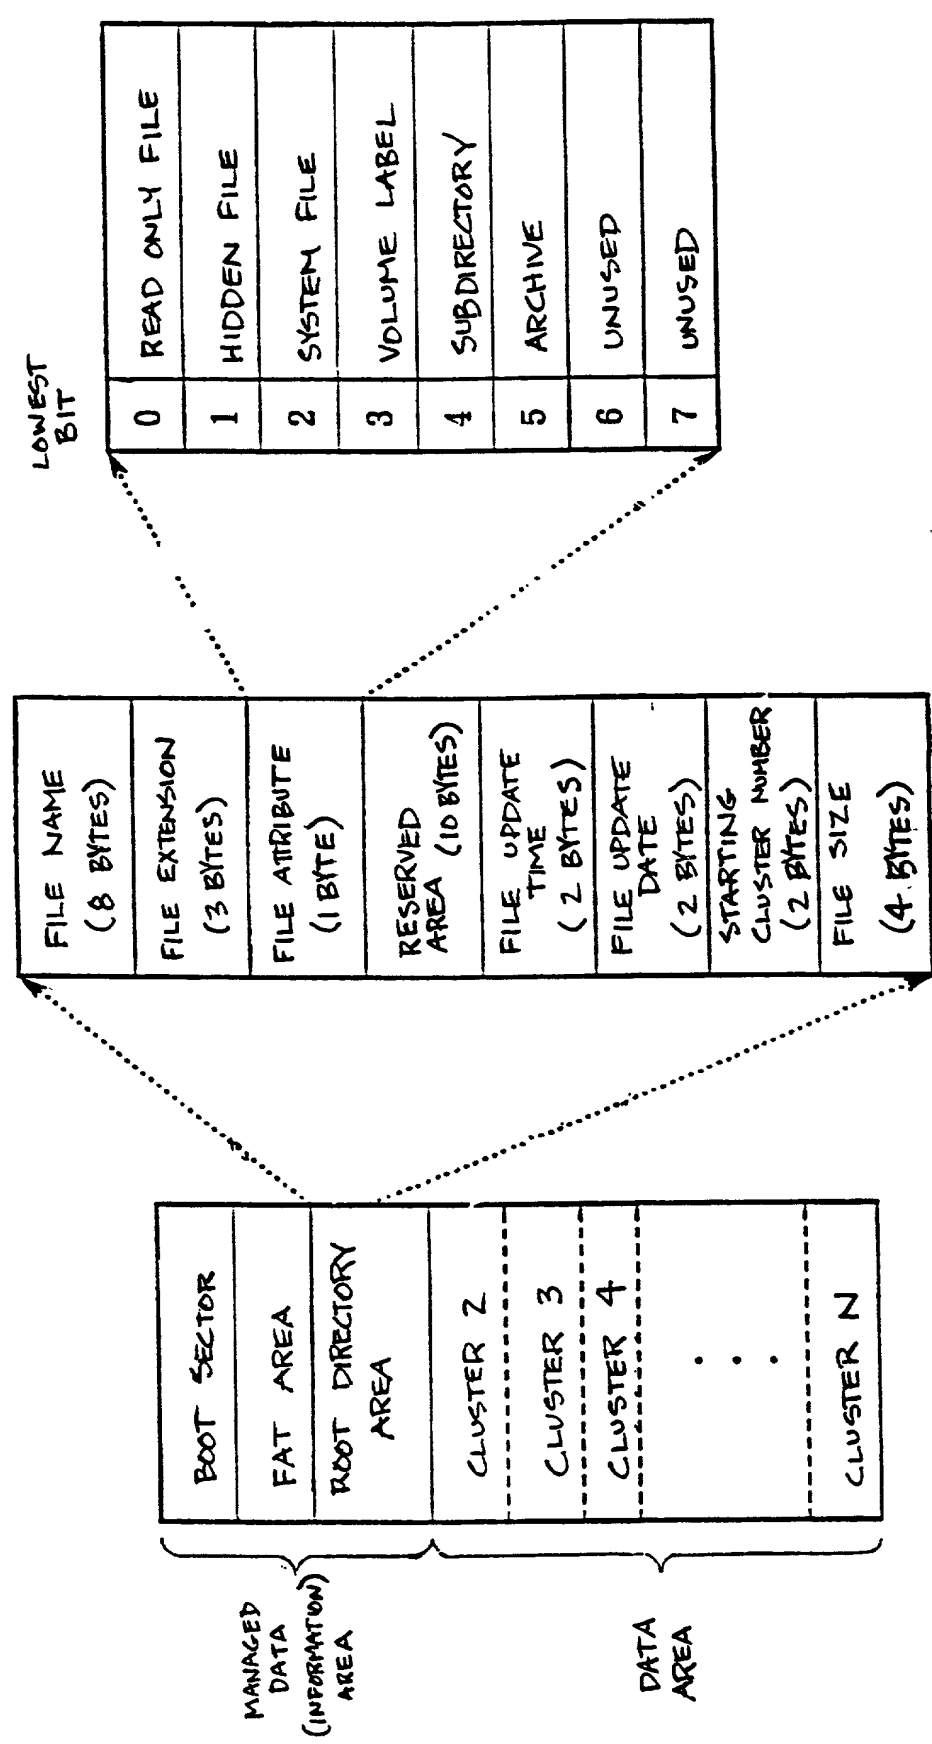 MANAGED
DATA
(INFORMATION)
AREA
DATA
AREA
BOOT SECTOR
FAT AREA
ROOT DIRECTORY
AREA
CLUSTER 2
CLUSTER 3
CLUSTER 4
CLUSTER N
FILE NAME
(8 BYTES)
FILE EXTENSION
(3 BYTES)
FILE ATTRIBUTE
(1 BYTE)
RESERVED
AREA (10 BYTES)
FILE UPDATE
TIME
(2 BYTES)
FILE UPDATE
DATE
(2 BYTES)
STARTING
CLUSTER NUMBER
(2 BYTES)
FILE SIZE
(4 BYTES)
LOWEST
BIT
0 READ ONLY FILE
1 HIDDEN FILE
2 SYSTEM FILE
3 VOLUME LABEL
4 SUBDIRECTORY
5 ARCHIVE
6 UNUSED
7 UNUSED